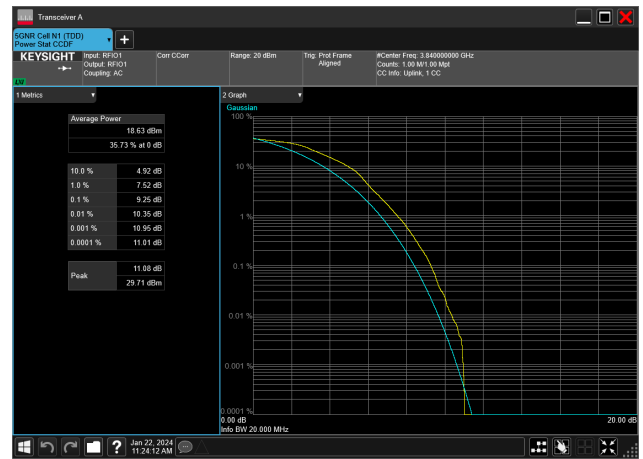 Transceiver A
5GNR Cell N1 (TDD)
Power Stat CCDF
KEYSIGHT
Input: RFIO1
Output: RFIO1
Coupling: AC
Corr CCorr
Range: 20 dBm
Trig: Prot Frame
Aligned
#Center Freq: 3.840000000 GHz
Counts: 1.00 M/1.00 Mpt
CC Info: Uplink, 1 CC
LW
1 Metrics
Average Power
18.63 dBm
35.73 % at 0 dB
10.0 % 4.92 dB
1.0 % 7.52 dB
0.1 % 9.25 dB
0.01 % 10.35 dB
0.001 % 10.95 dB
0.0001 % 11.01 dB
Peak
11.08 dB
29.71 dBm
2 Graph
Gaussian
100 %
10 %
1 %
0.1 %
0.01 %
0.001 %
0.0001 %
0.00 dB
20.00 dB
Info BW 20.000 MHz
Jan 22, 2024
11:24:12 AM